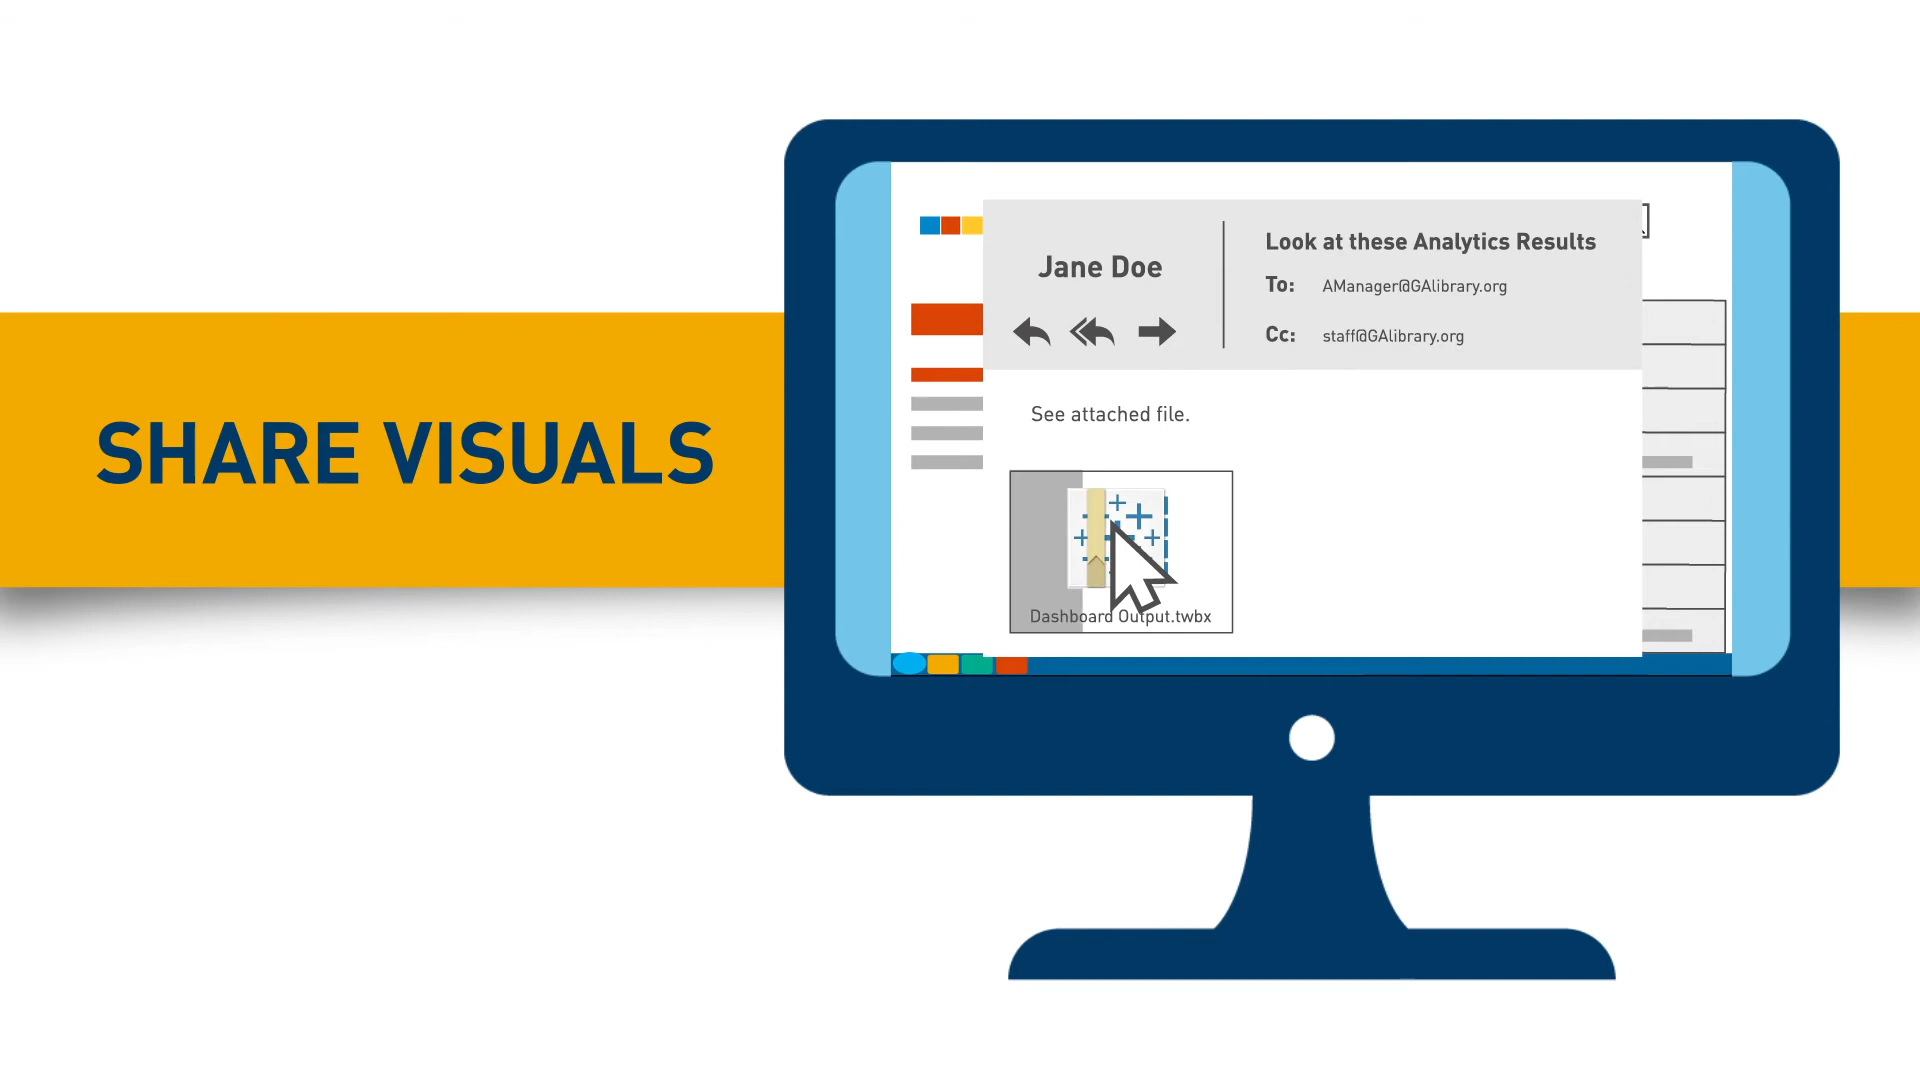 SHARE VISUALS
Jane Doe
Look at these Analytics Results
To: AManager@GAlibrary.org
Cc: staff@GAlibrary.org
See attached file.
Dashboard Output.twbx